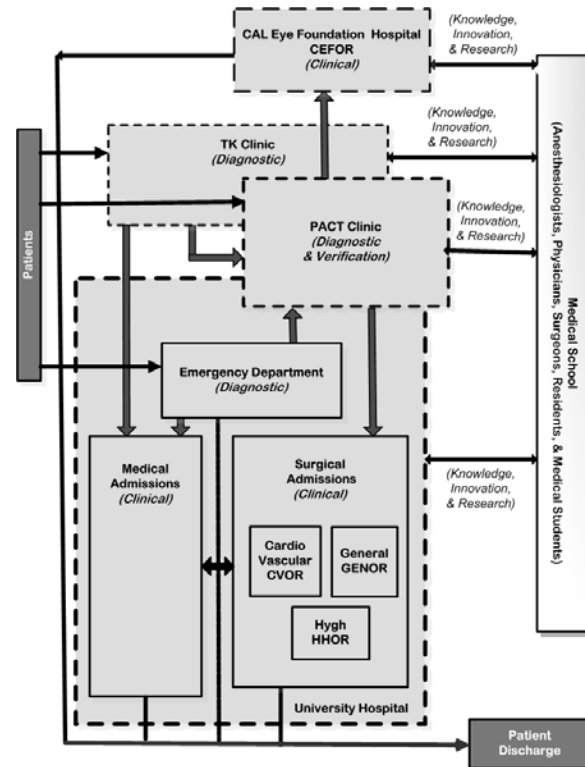 CAL Eye Foundation Hospital
CEFOR
(Clinical)
(Knowledge,
Innovation,
& Research)
TK Clinic
(Diagnostic)
(Knowledge,
Innovation,
& Research)
Patients
PACT Clinic
(Diagnostic
& Verification)
(Knowledge,
Innovation,
& Research)
Medical School
(Anesthesiologists, Physicians, Surgeons, Residents, & Medical Students)
Emergency Department
(Diagnostic)
Medical
Admissions
(Clinical)
Surgical
Admissions
(Clinical)
(Knowledge,
Innovation,
& Research)
Cardio
Vascular
CVOR
General
GENOR
Hygh
HHOR
University Hospital
Patient
Discharge